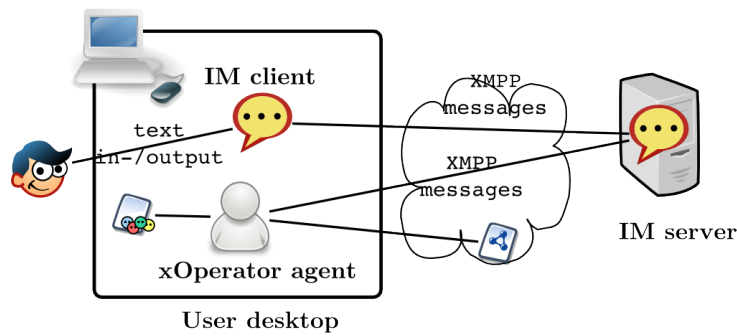 IM client
text
in-/output
XMPP
messages
XMPP
messages
IM server
xOperator agent
User desktop